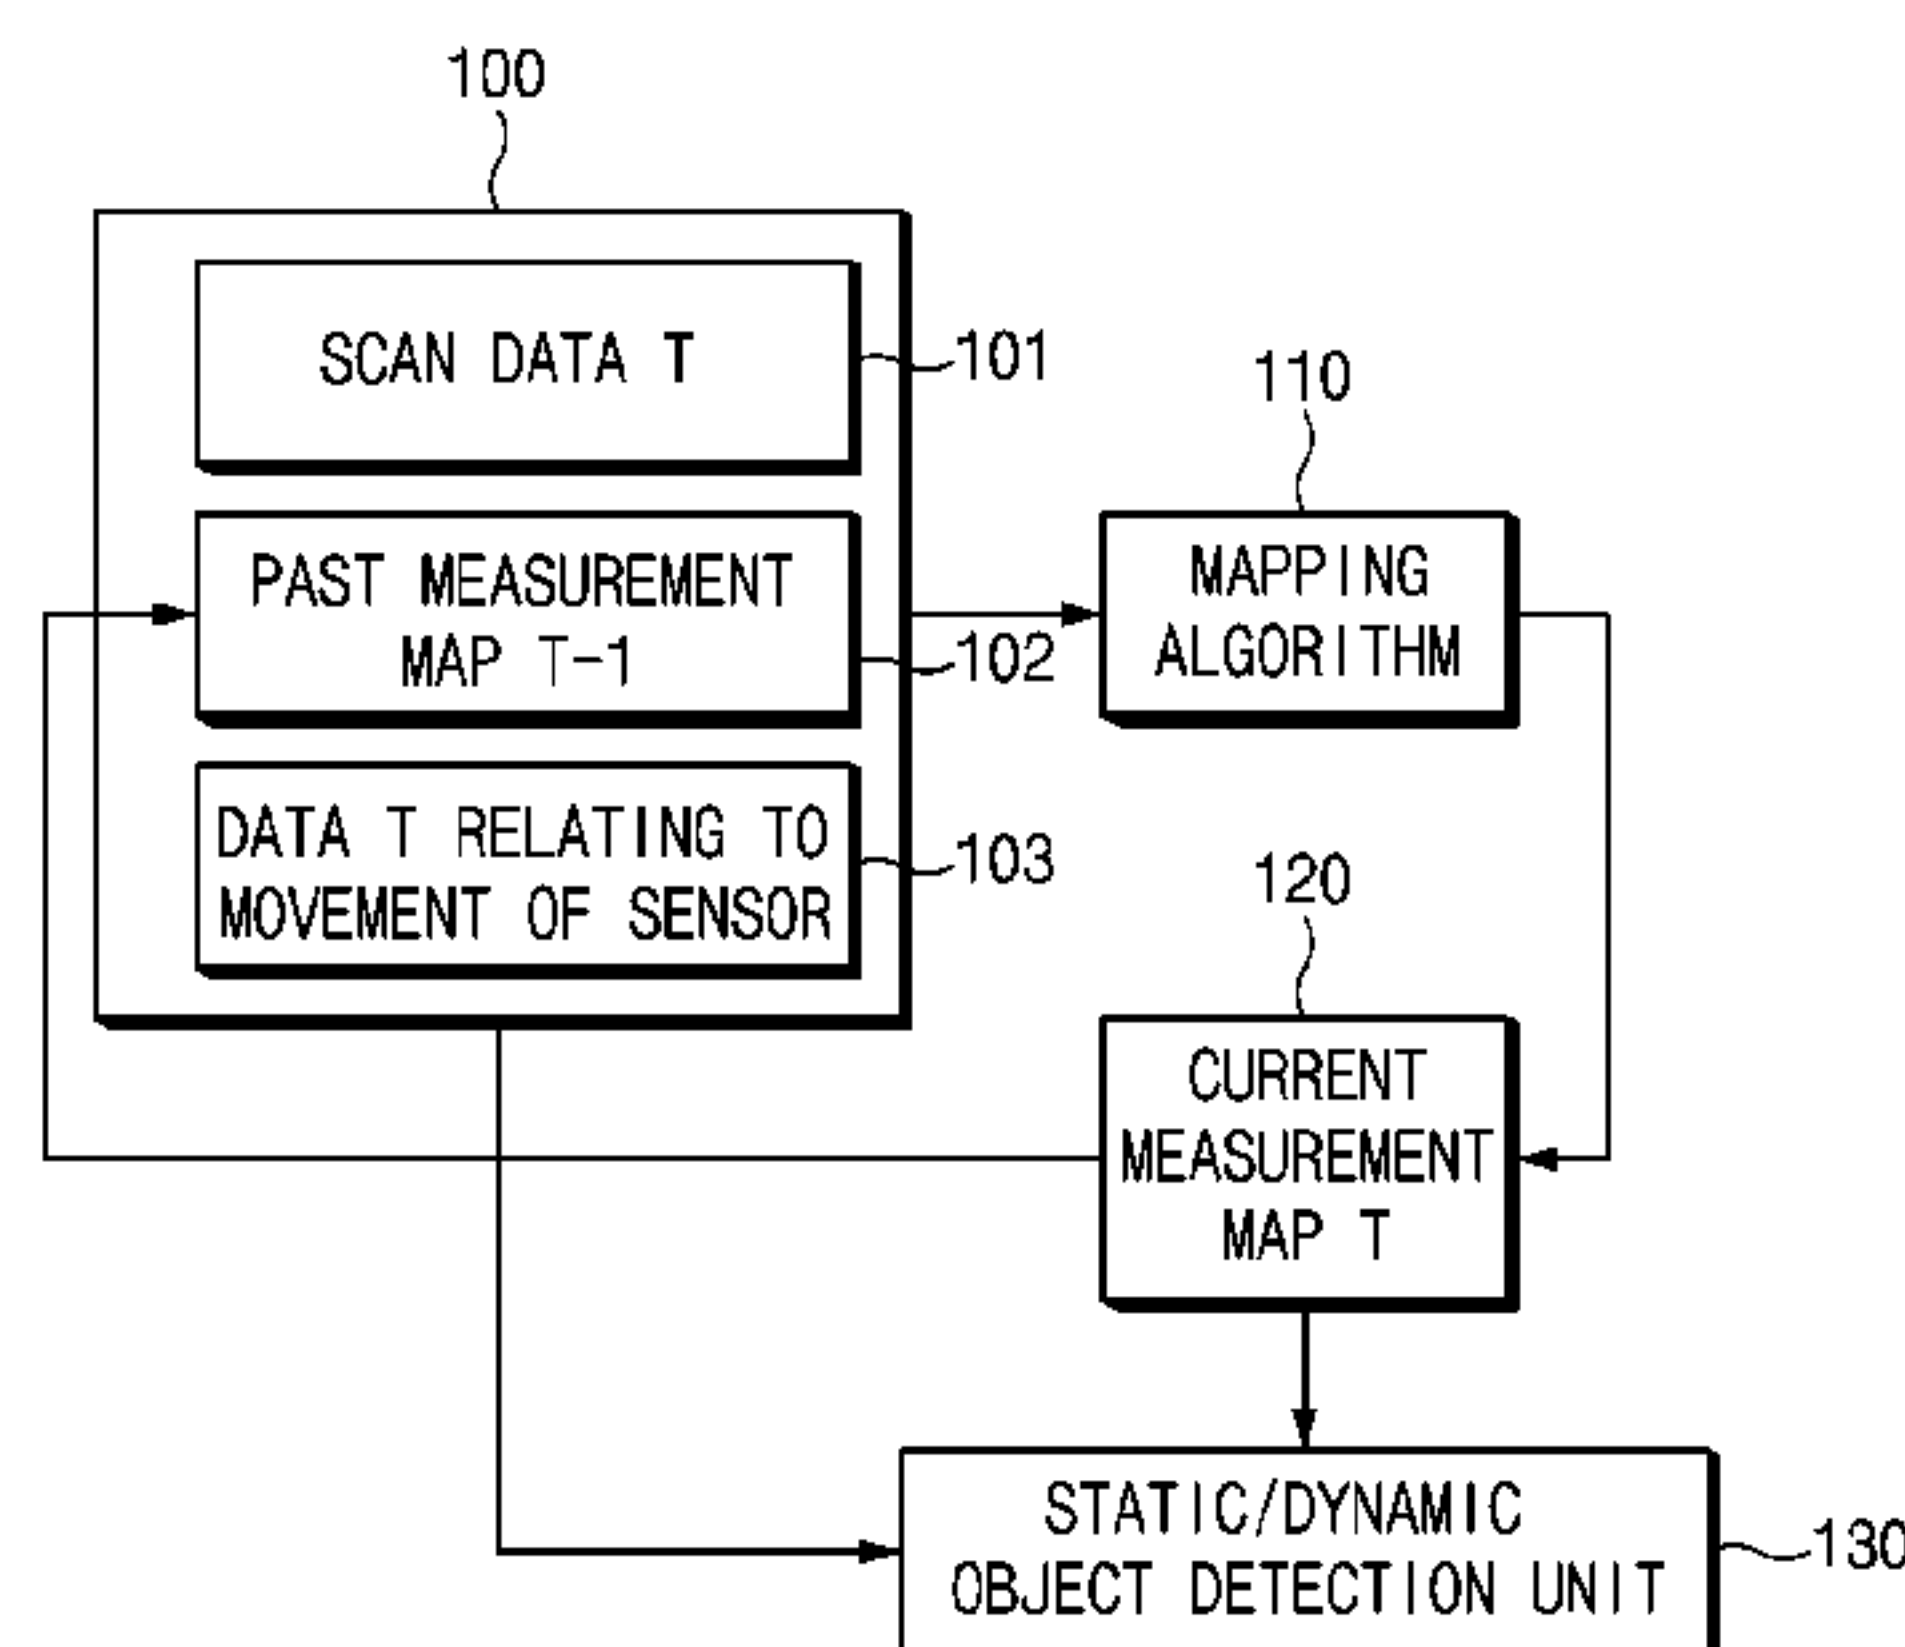 100
SCAN DATA T
101
PAST MEASUREMENT
MAP T-1
102
DATA T RELATING TO
MOVEMENT OF SENSOR
103
110
MAPPING
ALGORITHM
120
CURRENT
MEASUREMENT
MAP T
STATIC/DYNAMIC
OBJECT DETECTION UNIT
130